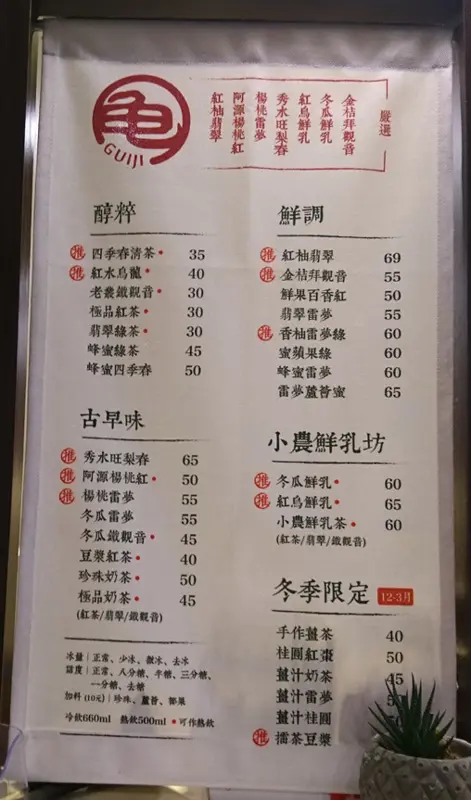 龜
GUIJI
嚴選
金桔拜觀音
冬瓜鮮乳
紅烏鮮乳
秀水旺梨春
楊桃雷夢
阿源楊桃紅
紅柚翡翠
醇粹
推 四季春清茶• 35
推 紅水烏龍• 40
老欉鐵觀音• 30
極品紅茶• 30
翡翠綠茶• 30
蜂蜜綠茶 45
蜂蜜四季春 50
古早味
推 秀水旺梨春 65
推 阿源楊桃紅• 50
推 楊桃雷夢 55
冬瓜雷夢 55
冬瓜鐵觀音• 45
豆漿紅茶• 40
珍珠奶茶• 50
極品奶茶• 45
(紅茶/翡翠/鐵觀音)
冰量|正常、少冰、微冰、去冰
甜度|正常、八分糖、半糖、三分糖、
一分糖、去糖
加料 (10元)|珍珠、蘆薈、椰果
冷飲660ml 熱飲500ml •可作熱飲
鮮調
推 紅柚翡翠 69
推 金桔拜觀音 55
鮮果百香紅 50
翡翠雷夢 55
推 香柚雷夢綠 60
蜜蘋果綠 60
蜂蜜雷夢 60
雷夢蘆薈蜜 65
小農鮮乳坊
推 冬瓜鮮乳• 60
推 紅烏鮮乳• 65
小農鮮乳茶• 60
(紅茶/翡翠/鐵觀音)
冬季限定 12-3月
手作薑茶 40
桂圓紅棗 50
薑汁奶茶 45
薑汁雷夢
薑汁桂圓
推 擂茶豆漿